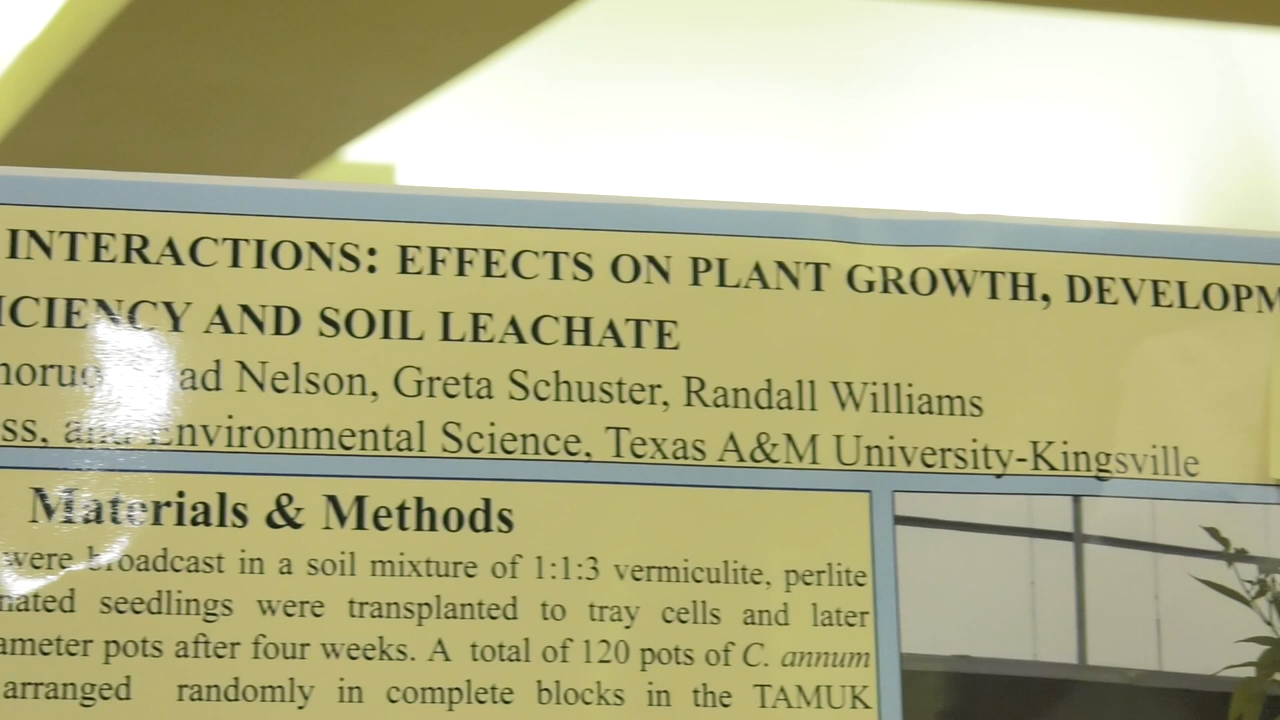 INTERACTIONS: EFFECTS ON PLANT GROWTH, DEVELOPM
ICIENCY AND SOIL LEACHATE
ad Nelson, Greta Schuster, Randall Williams
ss, and Environmental Science, Texas A&M University-Kingsville
Materials & Methods
were broadcast in a soil mixture of 1:1:3 vermiculite, perlite
nated seedlings were transplanted to tray cells and later
ameter pots after four weeks. A total of 120 pots of C. annum
arranged randomly in complete blocks in the TAMUK